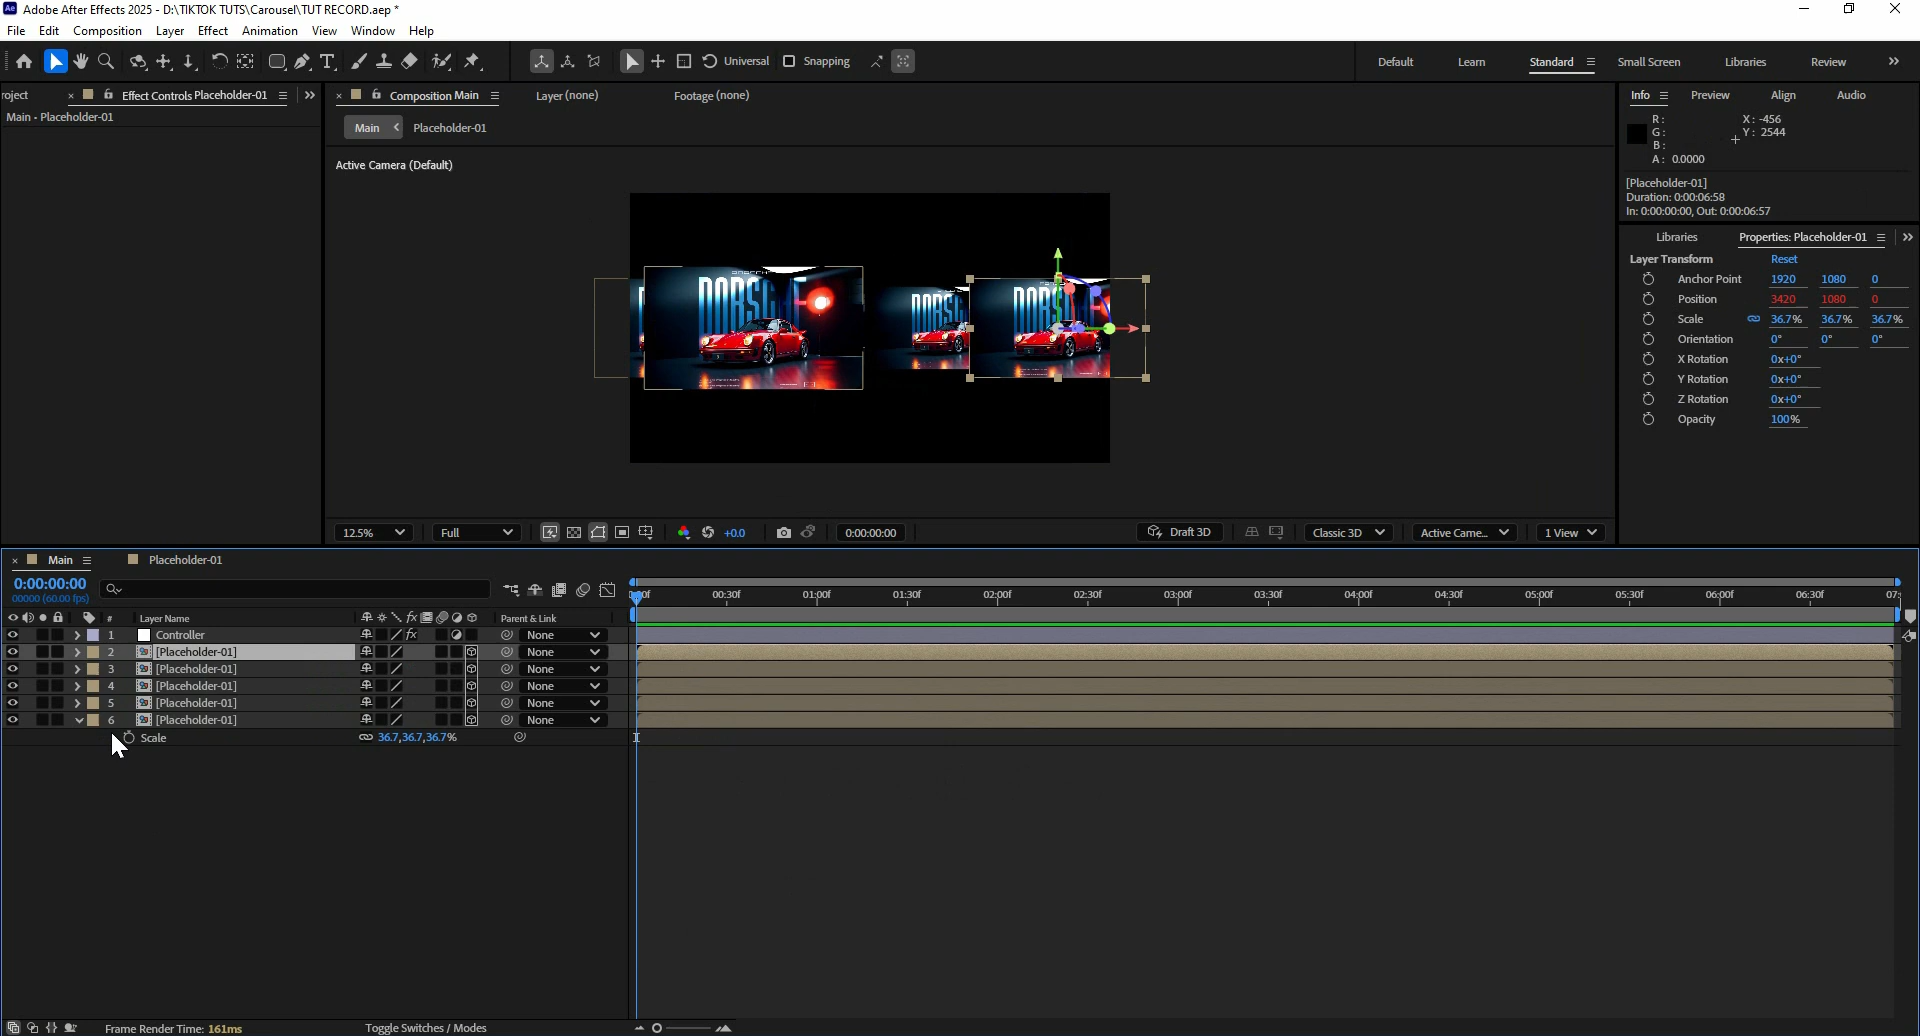 Adobe After Effects 2025 - D:\TIKTOK TUTS\Carousel\TUT RECORD.aep *
File Edit Composition Layer Effect Animation View Window Help
Universal Snapping Default Learn Standard Small Screen Libraries Review
roject Effect Controls Placeholder-01
Composition Main Layer (none) Footage (none)
Info Preview Align Audio
Main - Placeholder-01
Main Placeholder-01
R: X: -456
G: Y: 2544
B:
A: 0.0000
Active Camera (Default)
[Placeholder-01]
Duration: 0:00:06:58
In: 0:00:00:00, Out: 0:00:06:57
Libraries Properties: Placeholder-01
Layer Transform Reset
Anchor Point 1920 1080 0
Position 3420 1080 0
Scale 36.7% 36.7% 36.7%
Orientation 0° 0° 0°
X Rotation 0x+0°
Y Rotation 0x+0°
Z Rotation 0x+0°
Opacity 100%
12.5% Full +0.0 0:00:00:00 Draft 3D Classic 3D Active Came... 1 View
Main Placeholder-01
0:00:00:00
00000 (60.00 fps)
:00f 00:30f 01:00f 01:30f 02:00f 02:30f 03:00f 03:30f 04:00f 04:30f 05:00f 05:30f 06:00f 06:30f 07:
# Layer Name fx Parent & Link
1 Controller fx None
2 [Placeholder-01] None
3 [Placeholder-01] None
4 [Placeholder-01] None
5 [Placeholder-01] None
6 [Placeholder-01] None
Scale 36.7,36.7,36.7%
Frame Render Time: 161ms Toggle Switches / Modes